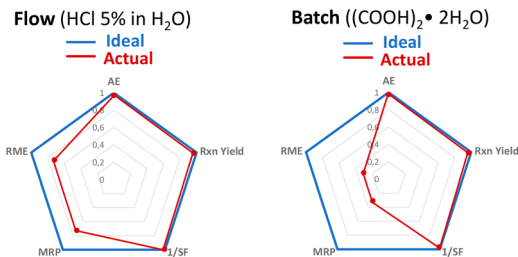 Flow (HCl 5% in H₂O)
Ideal
Actual
AE
1
0,8
0,6
0,4
0,2
0
RME
Rxn Yield
MRP
1/SF
Batch ((COOH)₂• 2H₂O)
Ideal
Actual
AE
1
0,8
0,6
0,4
0,2
0
RME
Rxn Yield
MRP
1/SF